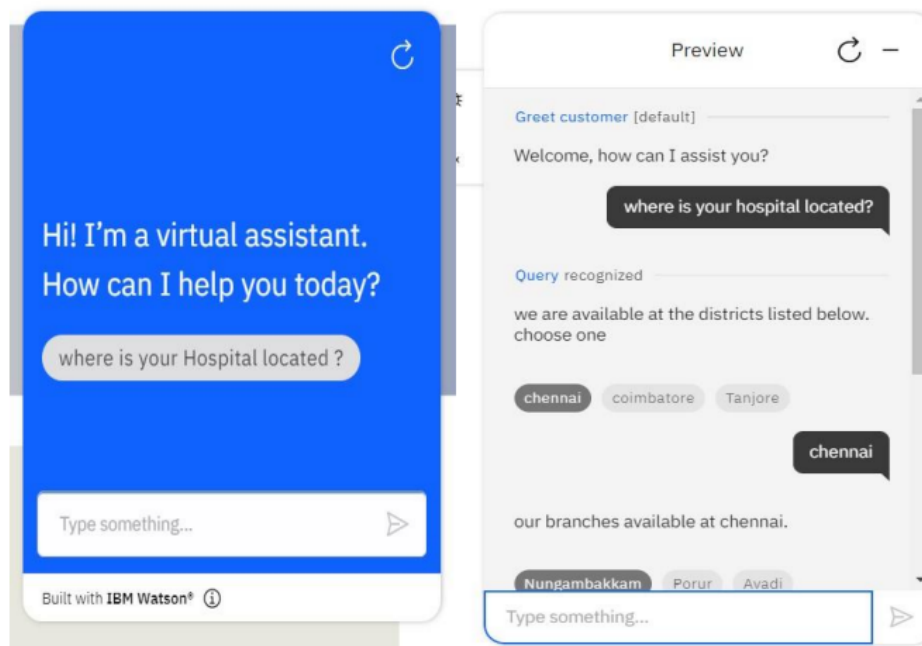 Hi! I'm a virtual assistant.
How can I help you today?
where is your Hospital located ?
Type something...
Built with IBM Watson®
Preview
Greet customer [default]
Welcome, how can I assist you?
where is your hospital located?
Query recognized
we are available at the districts listed below.
choose one
chennai coimbatore Tanjore
chennai
our branches available at chennai.
Nungambakkam Porur Avadi
Type something...